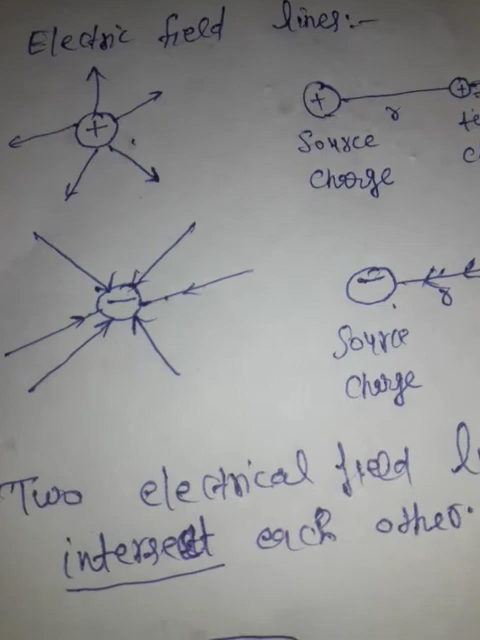 Electric field lines:-
+
+ r +
Source
Charge
-
- r
Source
Charge
Two electrical field
intersect each other.